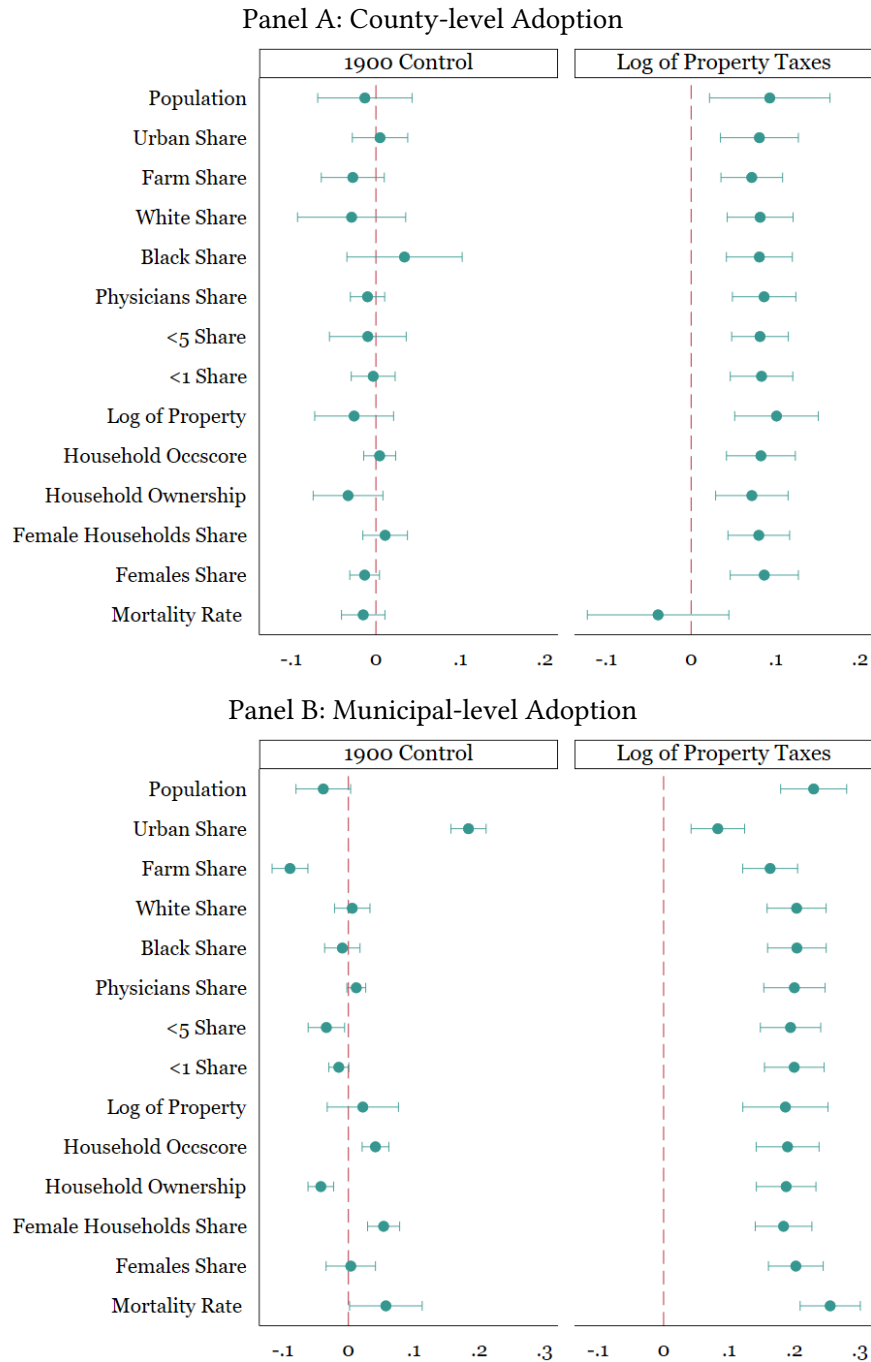 Panel A: County-level Adoption
1900 Control
Log of Property Taxes
Population
Urban Share
Farm Share
White Share
Black Share
Physicians Share
<5 Share
<1 Share
Log of Property
Household Occscore
Household Ownership
Female Households Share
Females Share
Mortality Rate
-.1 0 .1 .2 -.1 0 .1 .2
Panel B: Municipal-level Adoption
1900 Control
Log of Property Taxes
Population
Urban Share
Farm Share
White Share
Black Share
Physicians Share
<5 Share
<1 Share
Log of Property
Household Occscore
Household Ownership
Female Households Share
Females Share
Mortality Rate
-.1 0 .1 .2 .3 -.1 0 .1 .2 .3